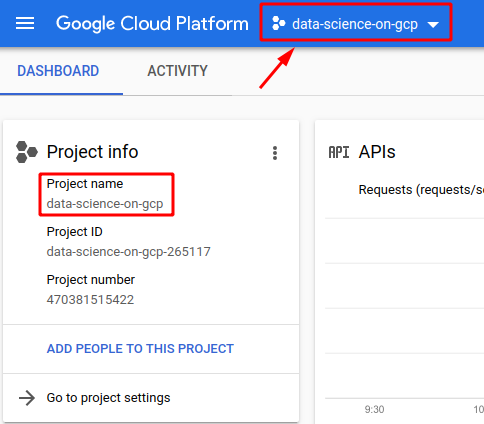 Google Cloud Platform
data-science-on-gcp
DASHBOARD
ACTIVITY
Project info
Project name
data-science-on-gcp
Project ID
data-science-on-gcp-265117
Project number
470381515422
ADD PEOPLE TO THIS PROJECT
Go to project settings
API
APIs
Requests (requests/se
9:30
10